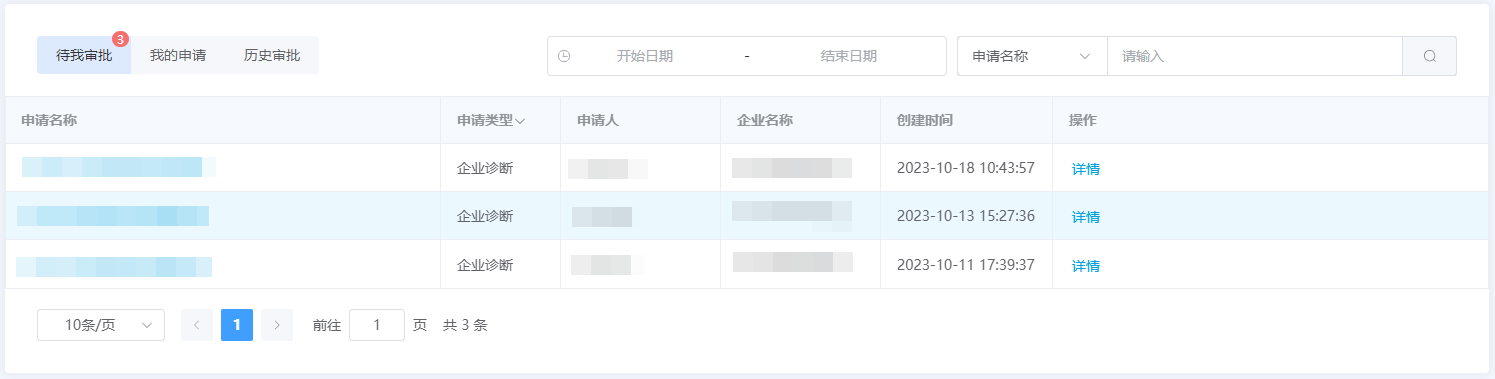 待我审批 3 我的申请 历史审批 开始日期 - 结束日期 申请名称 请输入
申请名称 申请类型 申请人 企业名称 创建时间 操作
企业诊断 2023-10-18 10:43:57 详情
企业诊断 2023-10-13 15:27:36 详情
企业诊断 2023-10-11 17:39:37 详情
10条/页 1 前往 1 页 共 3 条